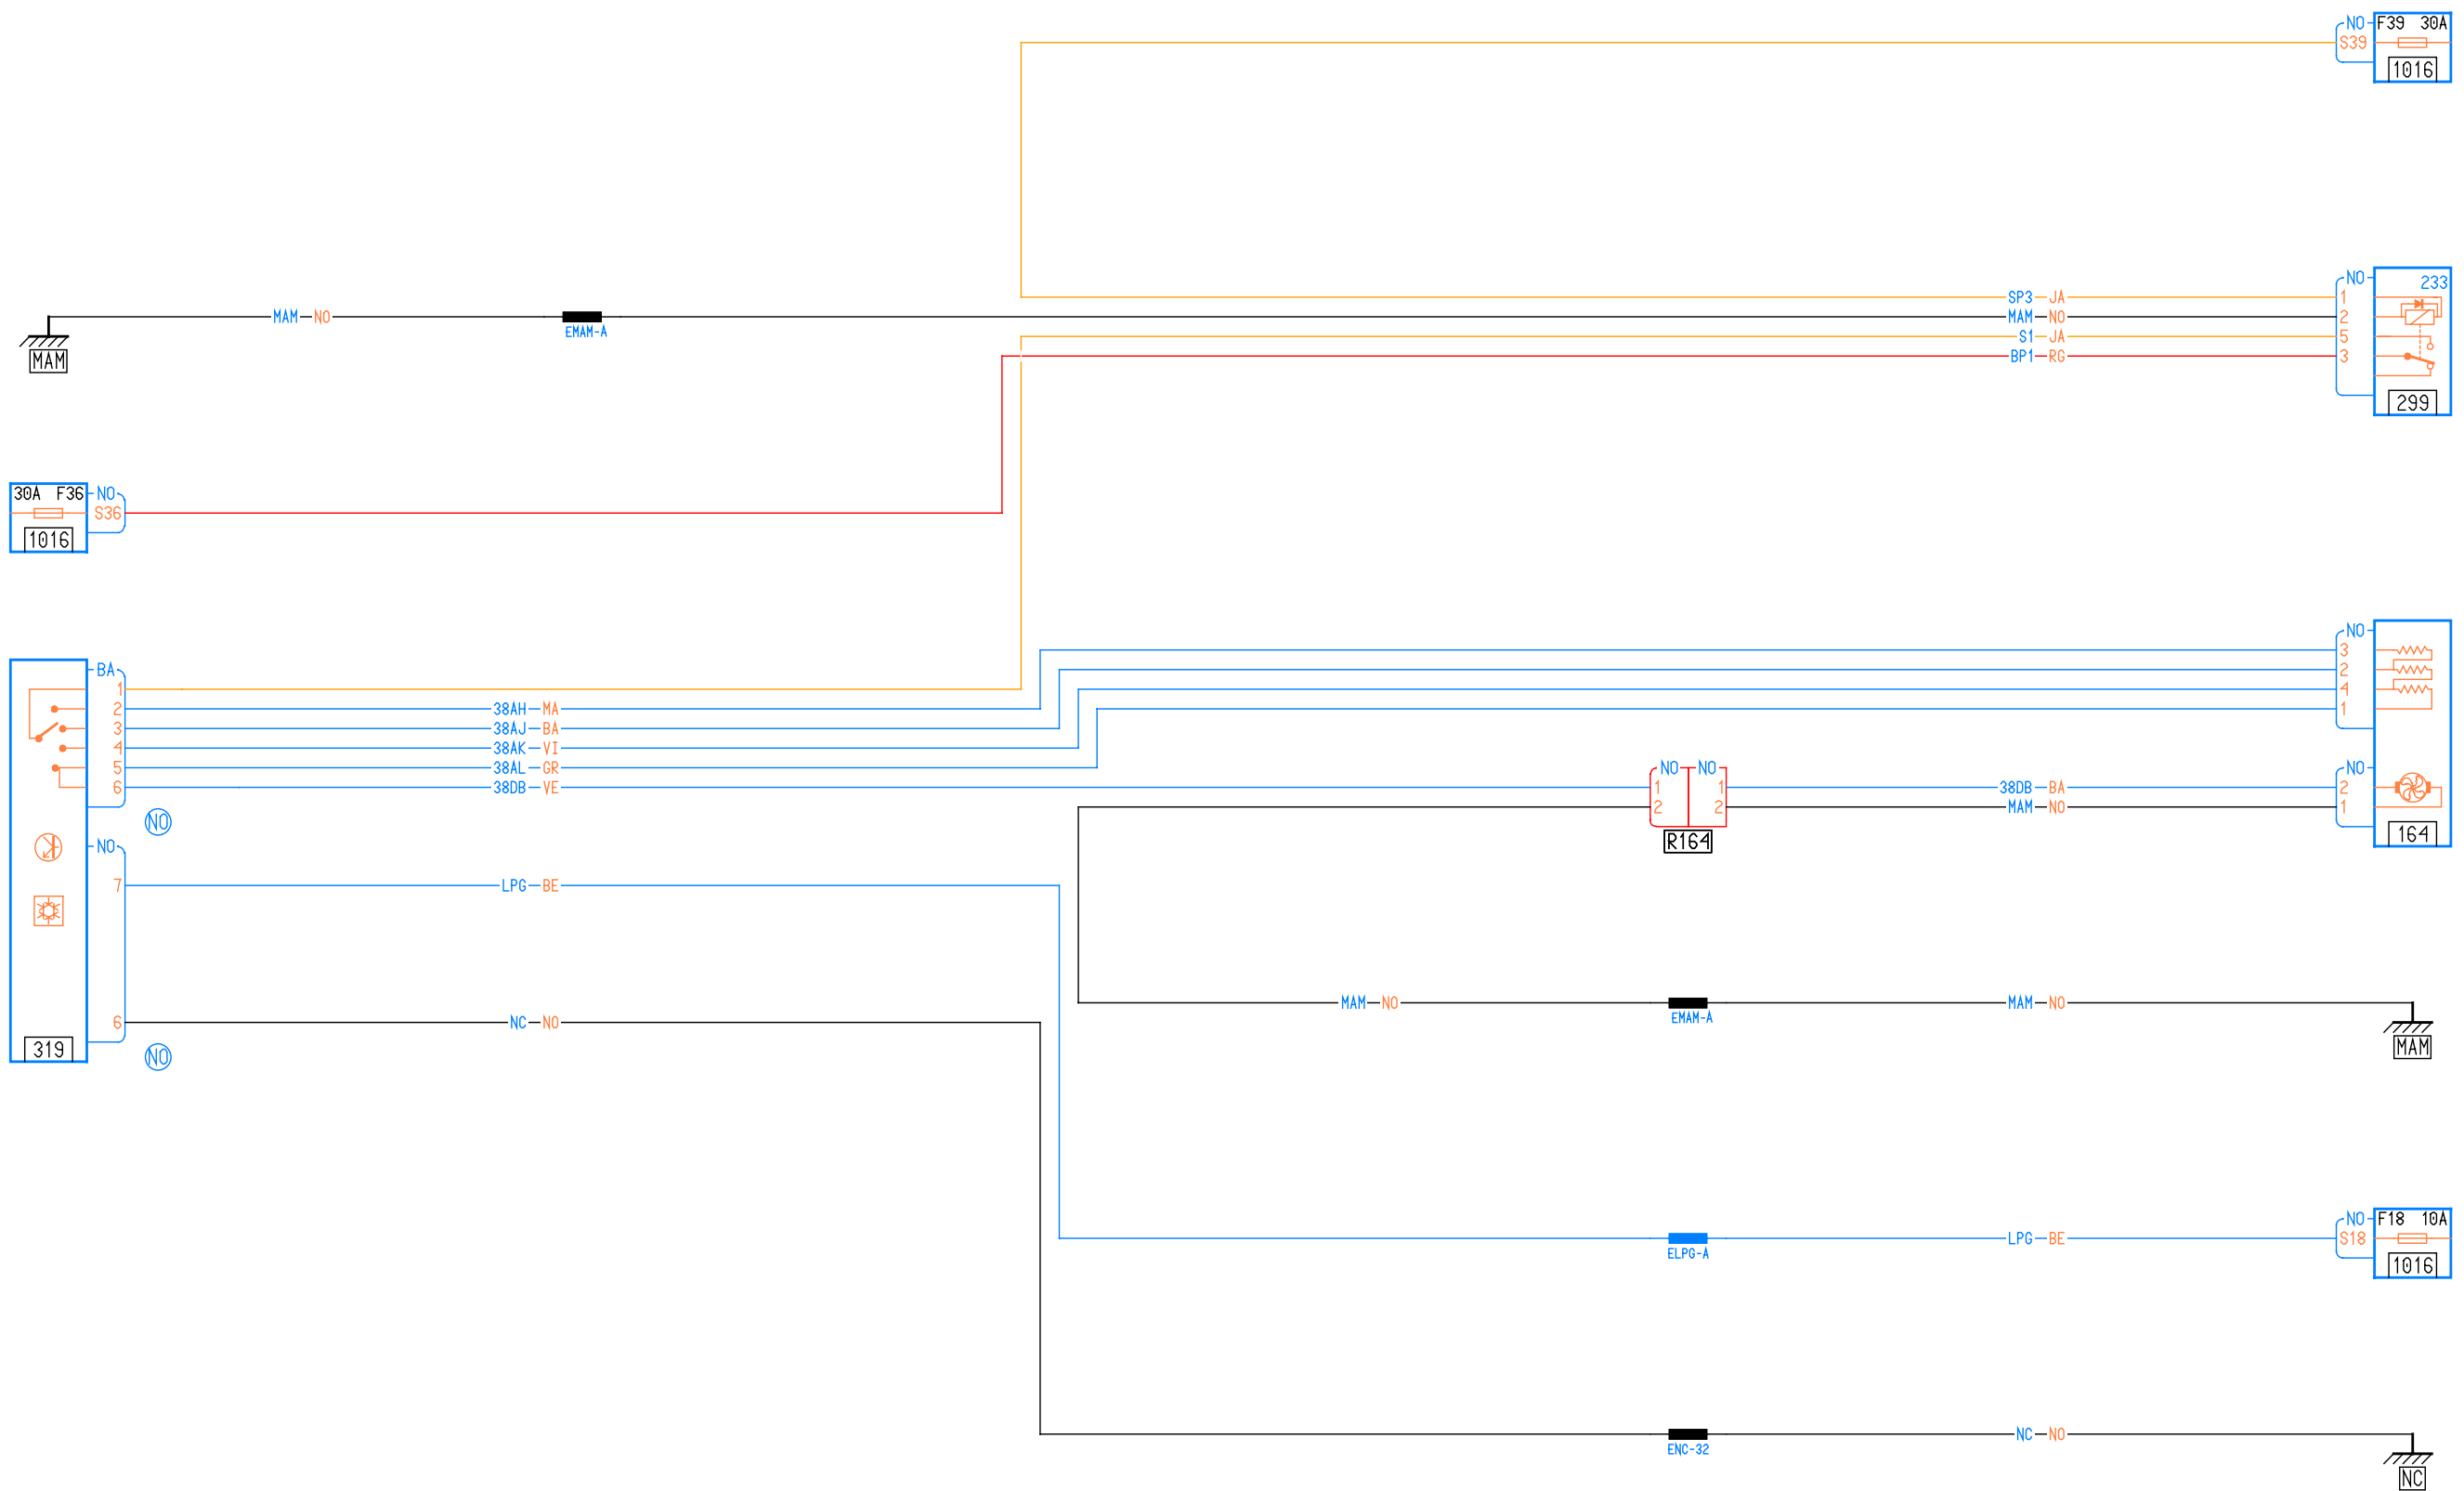 NO F39 30A
S39
1016
NO 233
SP3 JA 1
MAM NO EMAM-A MAM NO 2
S1 JA 5
BP1 RG 3
MAM
299
30A F36 NO
S36
1016
NO
3
BA 2
1 4
2 38AH MA 1
3 38AJ BA
4 38AK VI
5 38AL GR NO NO NO
6 38DB VE 1 1 38DB BA 2
2 2 MAM NO 1
NO
R164 164
NO
7 LPG BE
MAM NO EMAM-A MAM NO
6 NC NO
319 NO MAM
NO F18 10A
LPG BE S18
ELPG-A
1016
NC NO
ENC-32
NC